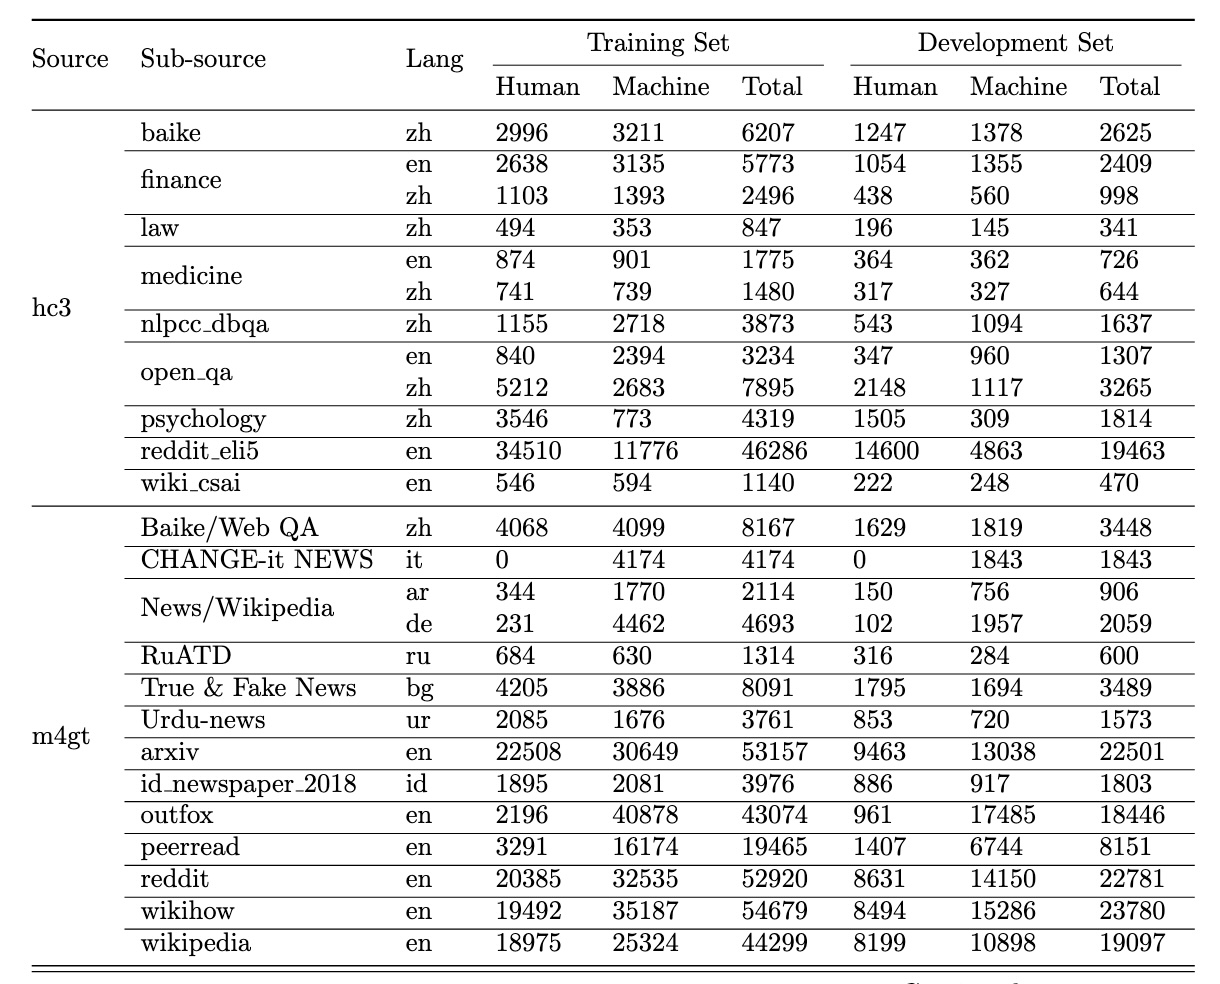 Source Sub-source Lang Training Set Development Set
Human Machine Total Human Machine Total
hc3
baike zh 2996 3211 6207 1247 1378 2625
finance en 2638 3135 5773 1054 1355 2409
zh 1103 1393 2496 438 560 998
law zh 494 353 847 196 145 341
medicine en 874 901 1775 364 362 726
zh 741 739 1480 317 327 644
nlpcc_dbqa zh 1155 2718 3873 543 1094 1637
open_qa en 840 2394 3234 347 960 1307
zh 5212 2683 7895 2148 1117 3265
psychology zh 3546 773 4319 1505 309 1814
reddit_eli5 en 34510 11776 46286 14600 4863 19463
wiki_csai en 546 594 1140 222 248 470
m4gt
Baike/Web QA zh 4068 4099 8167 1629 1819 3448
CHANGE-it NEWS it 0 4174 4174 0 1843 1843
News/Wikipedia ar 344 1770 2114 150 756 906
de 231 4462 4693 102 1957 2059
RuATD ru 684 630 1314 316 284 600
True & Fake News bg 4205 3886 8091 1795 1694 3489
Urdu-news ur 2085 1676 3761 853 720 1573
arxiv en 22508 30649 53157 9463 13038 22501
id_newspaper_2018 id 1895 2081 3976 886 917 1803
outfox en 2196 40878 43074 961 17485 18446
peerread en 3291 16174 19465 1407 6744 8151
reddit en 20385 32535 52920 8631 14150 22781
wikihow en 19492 35187 54679 8494 15286 23780
wikipedia en 18975 25324 44299 8199 10898 19097